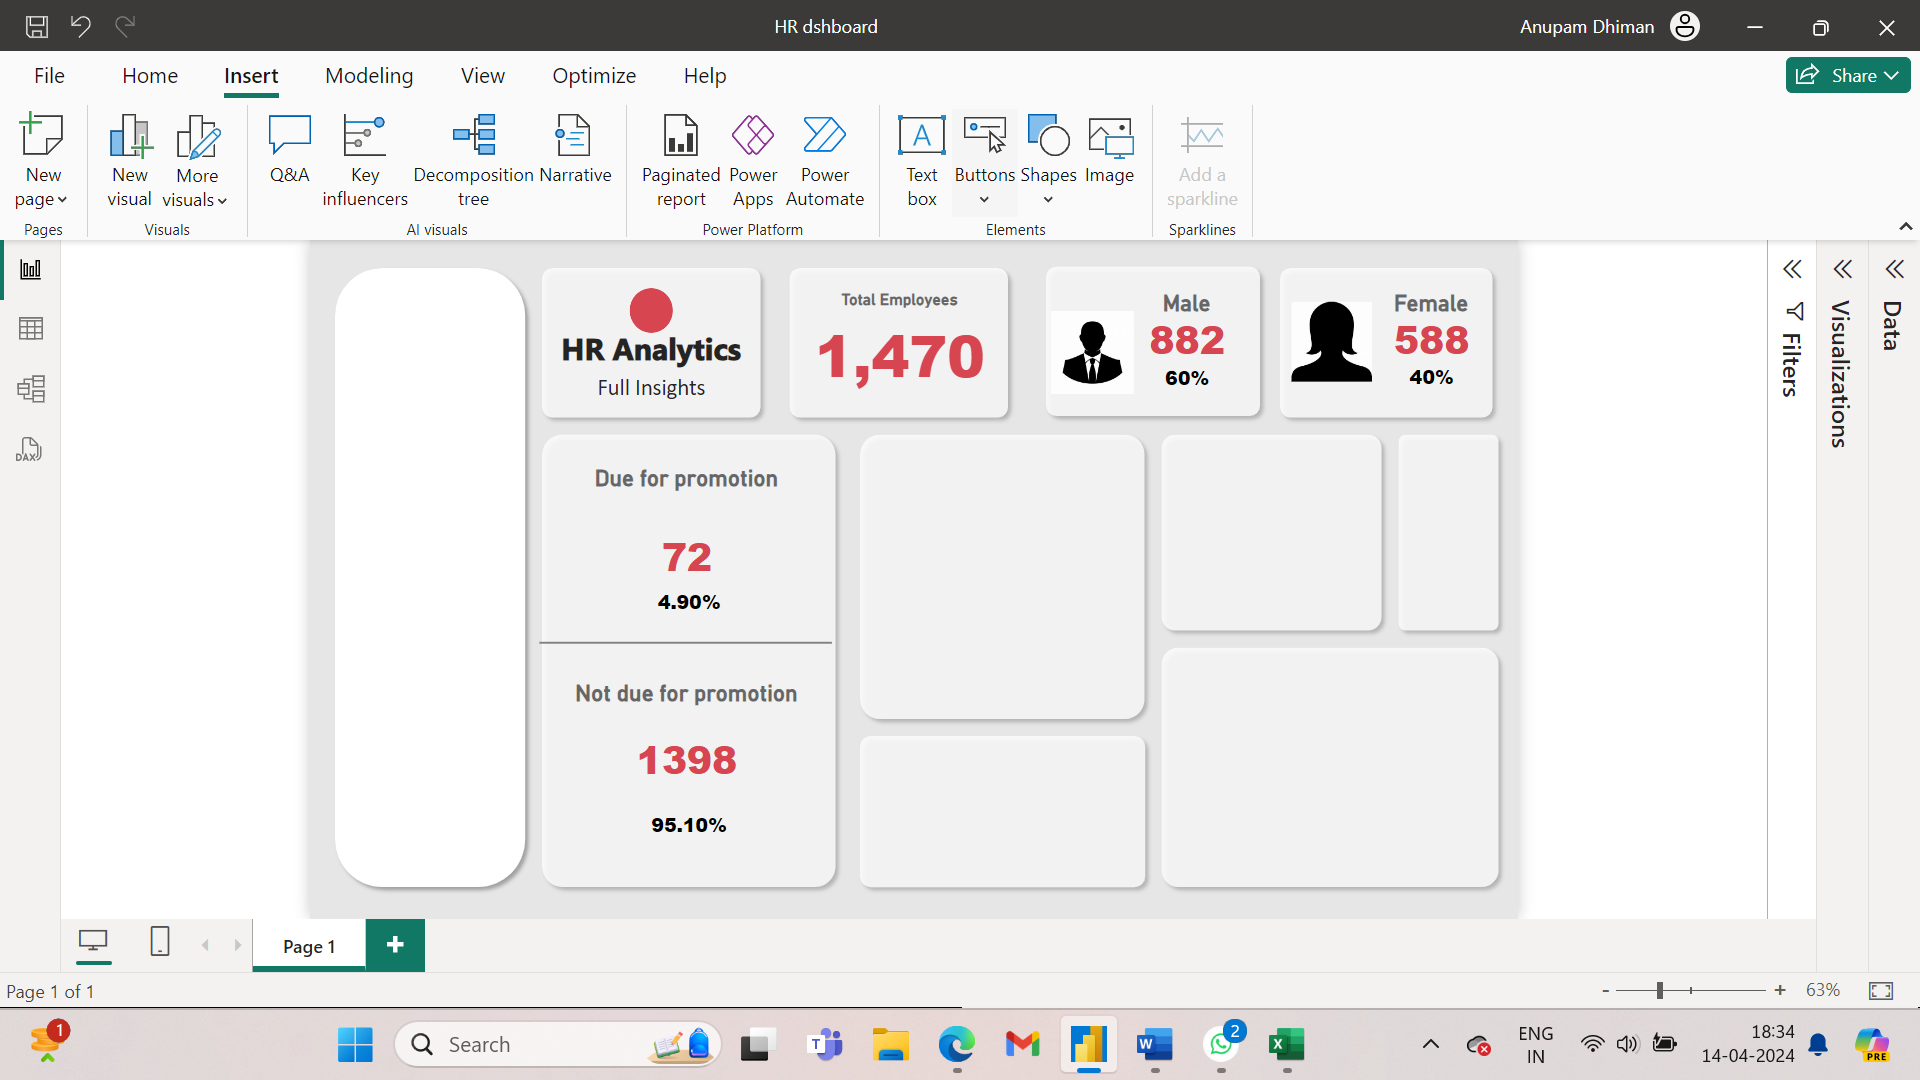 HR dshboard
Anupam Dhiman
File Home Insert Modeling View Optimize Help
Share
New page
New visual
More visuals
Q&A
Key influencers
Decomposition tree
Narrative
Paginated report
Power Apps
Power Automate
Text box
Buttons
Shapes
Image
Add a sparkline
Pages
Visuals
AI visuals
Power Platform
Elements
Sparklines
DAX
HR Analytics
Full Insights
Total Employees
1,470
Male
882
60%
Female
588
40%
Due for promotion
72
4.90%
Not due for promotion
1398
95.10%
Filters
Visualizations
Data
Page 1
+
Page 1 of 1
- + 63%
1
Search
T
W
2
X
ENG
IN
18:34
14-04-2024
PRE